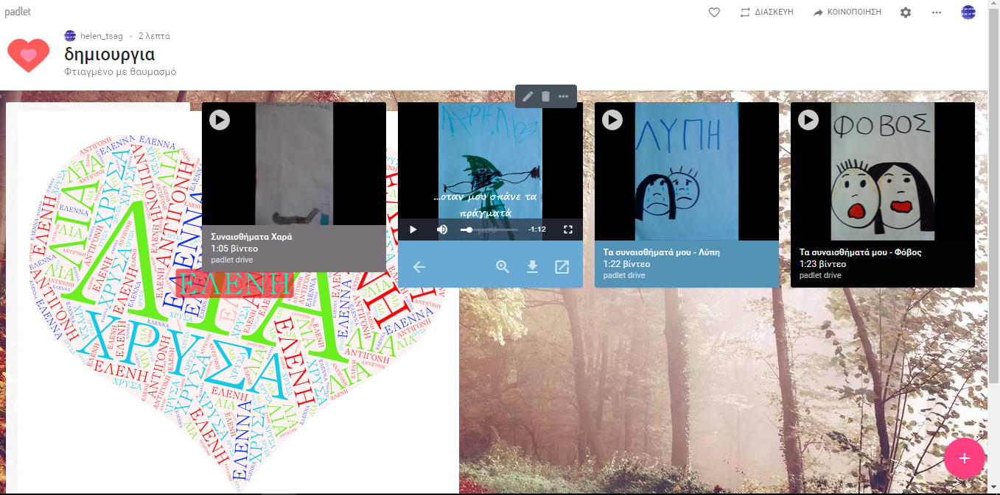 padlet
ΔΙΑΣΚΕΥΗ
ΚΟΙΝΟΠΟΙΗΣΗ
helen_tsag • 2 λεπτά
δημιουργια
Φτιαγμένο με θαυμασμό
ΛΙΑ
ΧΡΥΣΑ
ΕΛΕΝΗ
ΑΝΤΙΓΟΝΗ
ΕΛΕΝΝΑ
ΕΛΕΝΗ
Συναισθήματα Χαρά
1:05 βίντεο
padlet drive
...οταν μου σπάνε τα
πράγματά
μου
-1:12
ΛΥΠΗ
Τα συναισθήματά μου - Λύπη
1:22 βίντεο
padlet drive
ΦΟΒΟΣ
Τα συναισθήματά μου - Φόβος
1:23 βίντεο
padlet drive